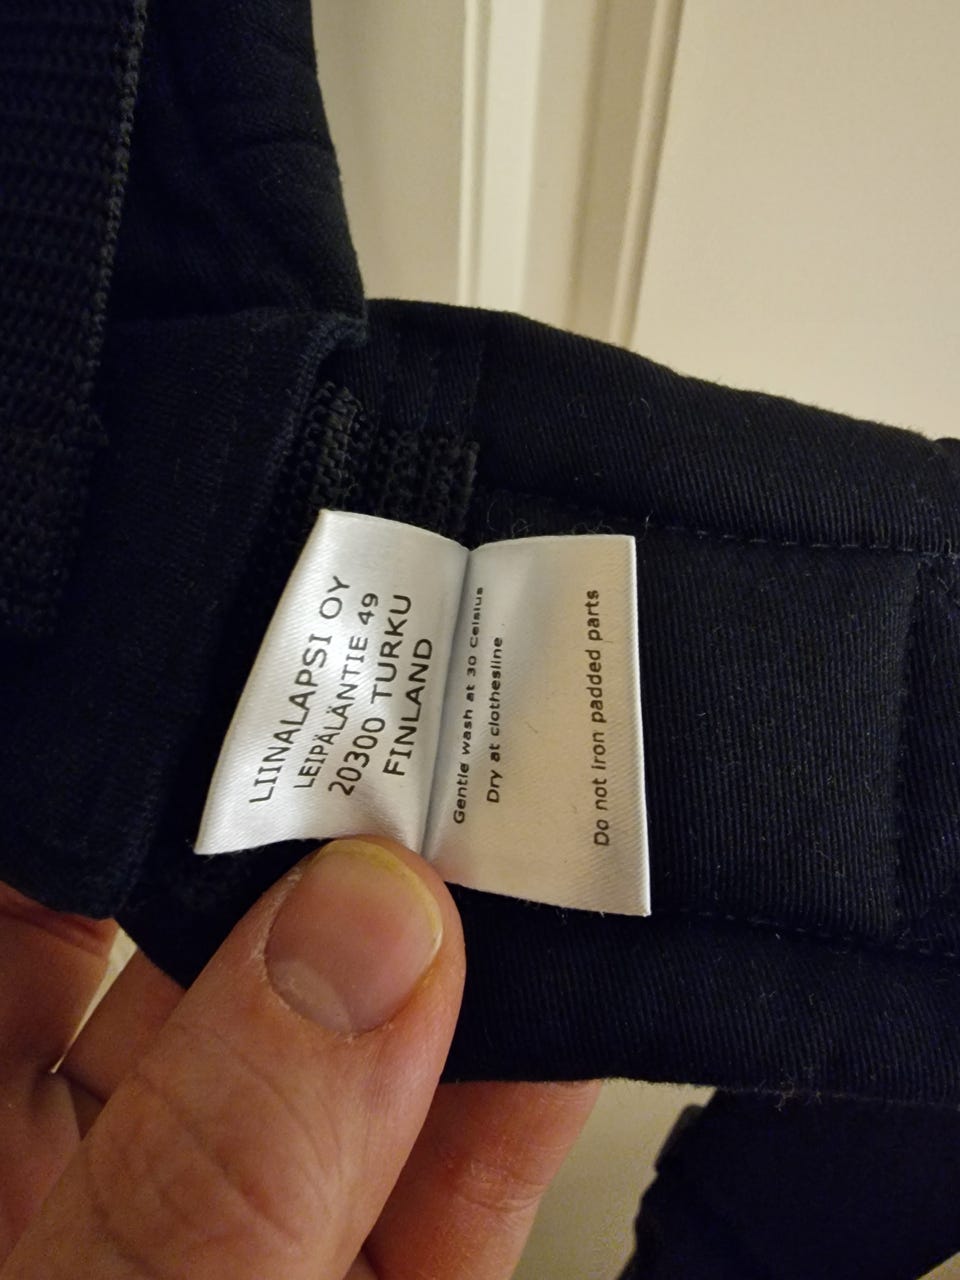 LIINALAPSI OY
LEIPÄLÄNTIE 49
20300 TURKU
FINLAND
Gentle wash at 30 Celsius
Dry at clothesline
Do not iron padded parts